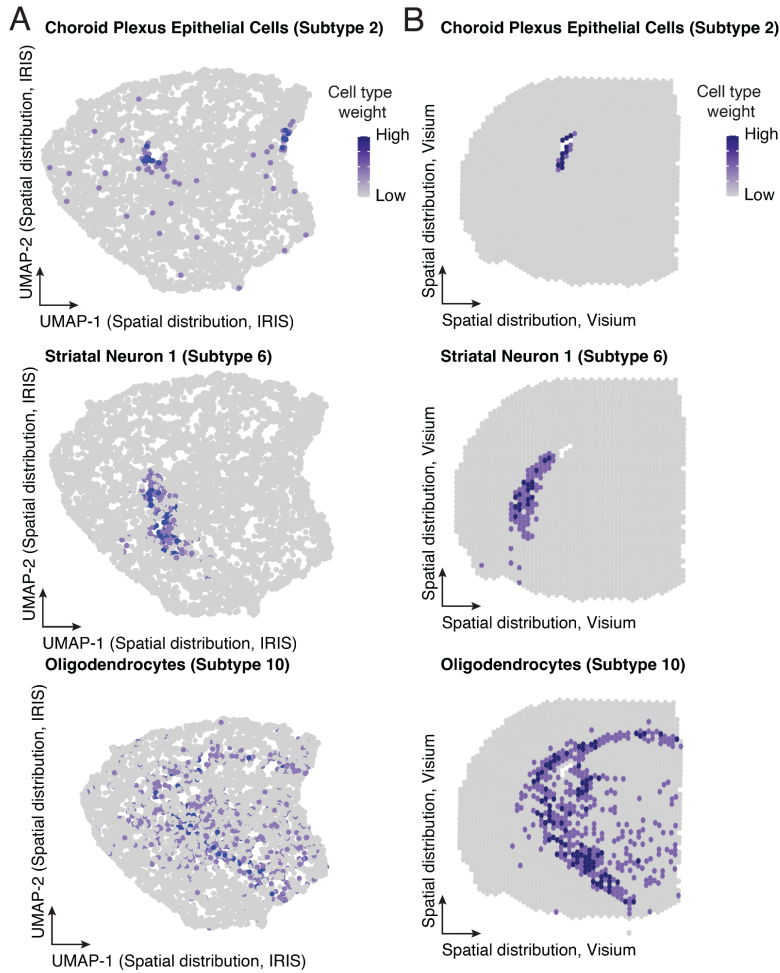 A
Choroid Plexus Epithelial Cells (Subtype 2)
UMAP-2 (Spatial distribution, IRIS)
Cell type
weight
High
Low
UMAP-1 (Spatial distribution, IRIS)
B
Choroid Plexus Epithelial Cells (Subtype 2)
Spatial distribution, Visium
Cell type
weight
High
Low
Spatial distribution, Visium
Striatal Neuron 1 (Subtype 6)
UMAP-2 (Spatial distribution, IRIS)
UMAP-1 (Spatial distribution, IRIS)
Striatal Neuron 1 (Subtype 6)
Spatial distribution, Visium
Spatial distribution, Visium
Oligodendrocytes (Subtype 10)
UMAP-2 (Spatial distribution, IRIS)
UMAP-1 (Spatial distribution, IRIS)
Oligodendrocytes (Subtype 10)
Spatial distribution, Visium
Spatial distribution, Visium